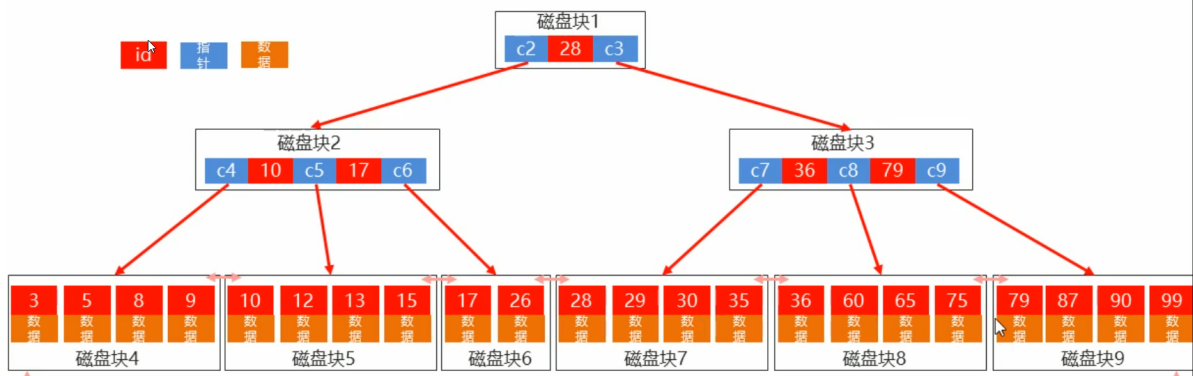 磁盘块1
id 指针 数据
c2 28 c3
磁盘块2 磁盘块3
c4 10 c5 17 c6 c7 36 c8 79 c9
3 5 8 9 10 12 13 15 17 26 28 29 30 35 36 60 65 75 79 87 90 99
数据 数据 数据 数据 数据 数据 数据 数据 数据 数据 数据 数据 数据 数据 数据 数据 数据 数据 数据 数据 数据 数据
磁盘块4 磁盘块5 磁盘块6 磁盘块7 磁盘块8 磁盘块9